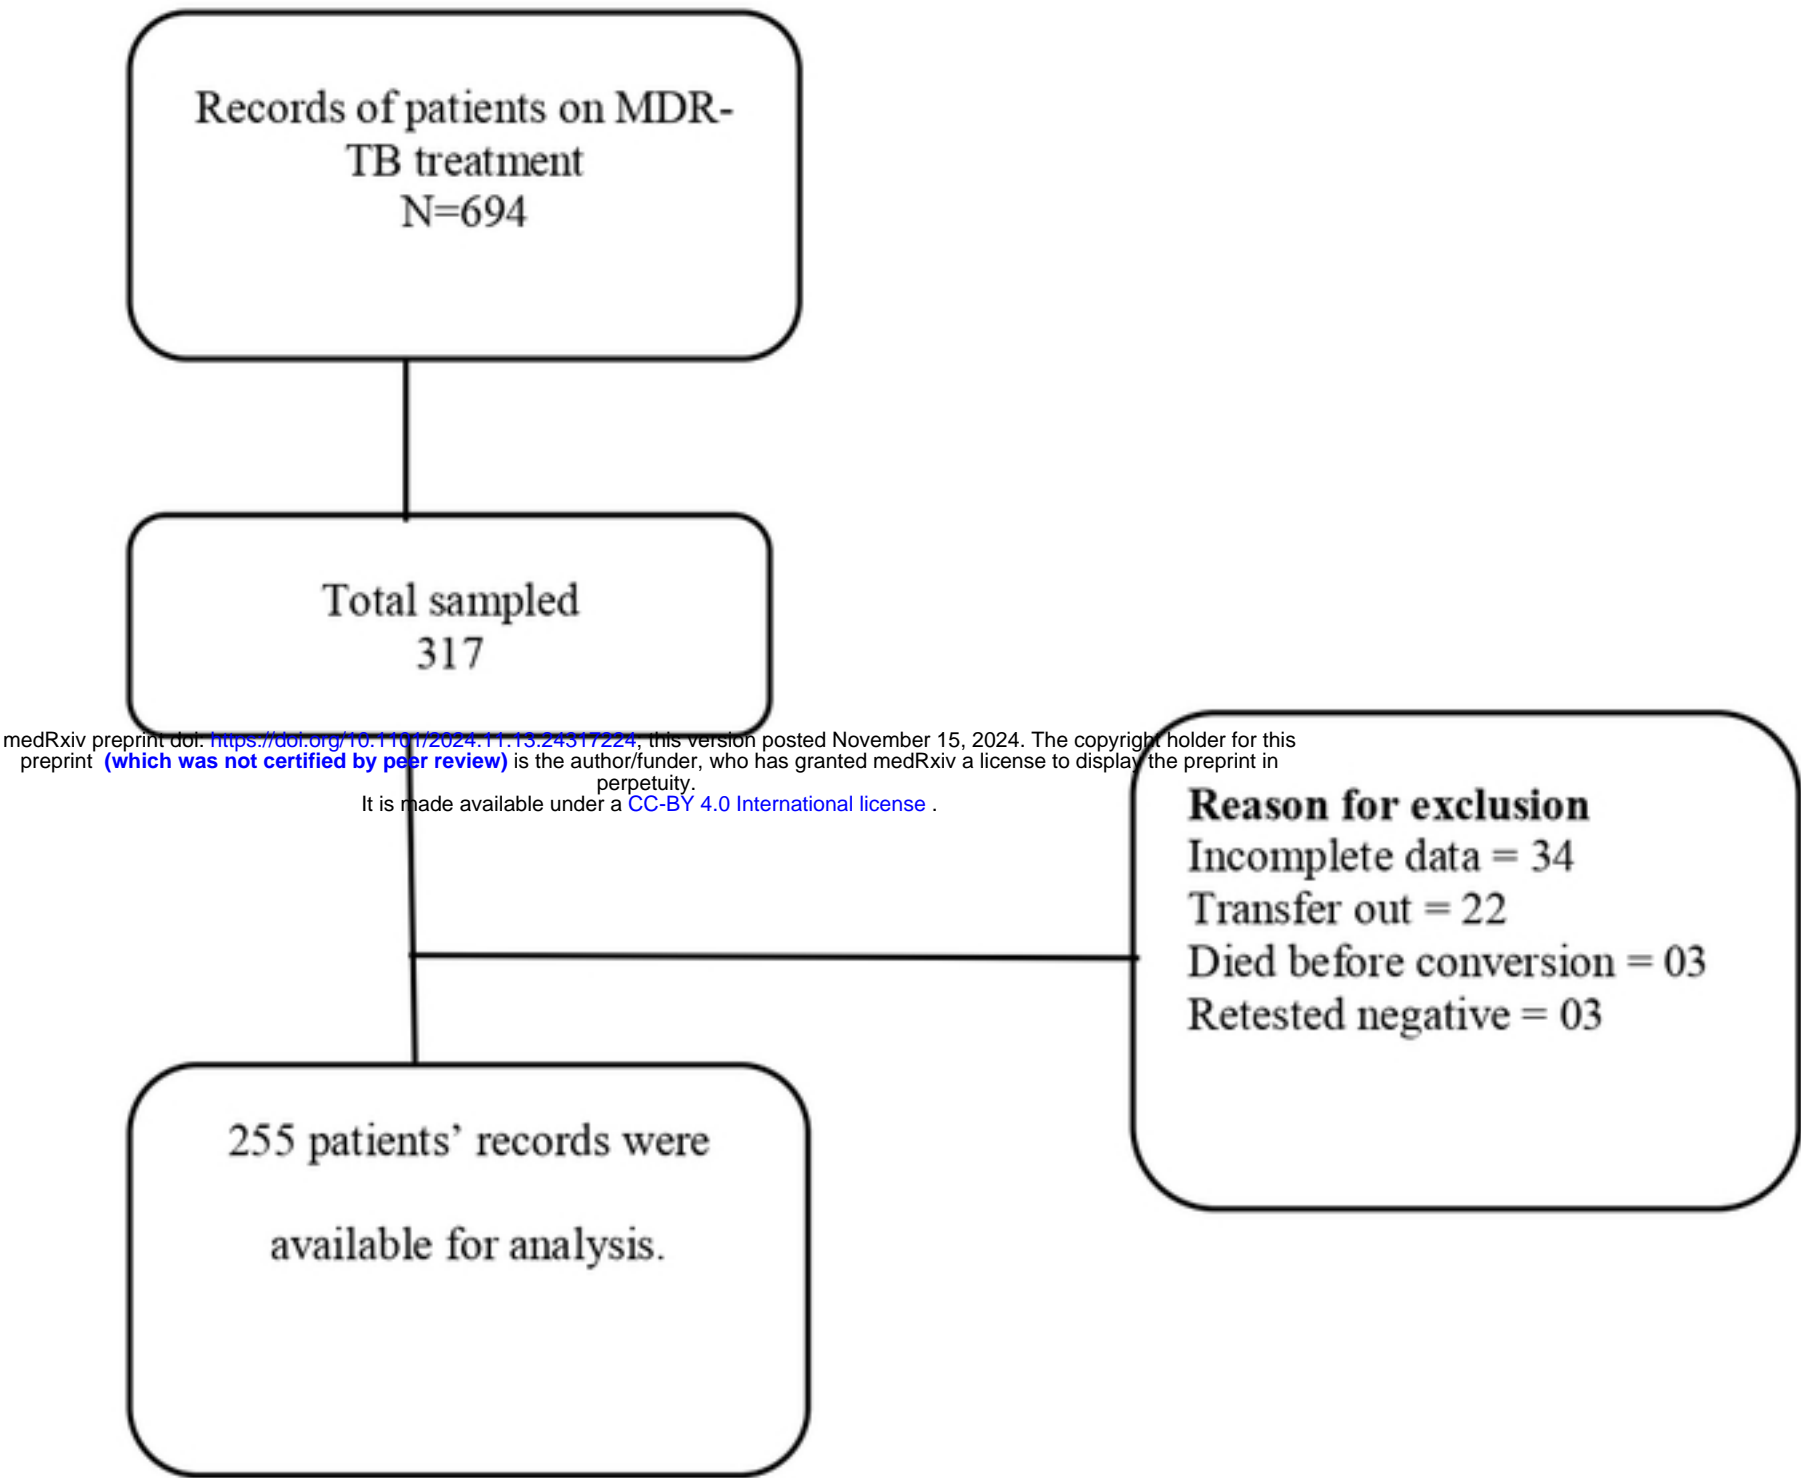 Records of patients on MDR-
TB treatment
N=694
Total sampled
317
medRxiv preprint doi: https://doi.org/10.1101/2024.11.13.24317224; this version posted November 15, 2024. The copyright holder for this
preprint (which was not certified by peer review) is the author/funder, who has granted medRxiv a license to display the preprint in
perpetuity.
It is made available under a CC-BY 4.0 International license .
Reason for exclusion
Incomplete data = 34
Transfer out = 22
Died before conversion = 03
Retested negative = 03
255 patients’ records were
available for analysis.